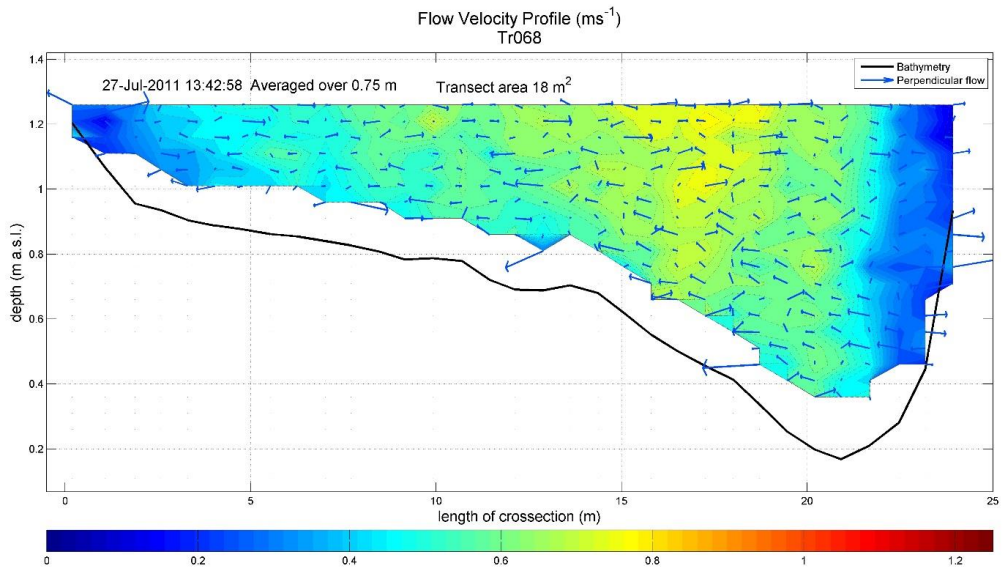 Flow Velocity Profile (ms-1)
Tr068
27-Jul-2011 13:42:58 Averaged over 0.75 m
Transect area 18 m2
Bathymetry
Perpendicular flow
depth (m a.s.l.)
1.4
1.2
1
0.8
0.6
0.4
0.2
0 5 10 15 20 25
length of crossection (m)
0 0.2 0.4 0.6 0.8 1 1.2